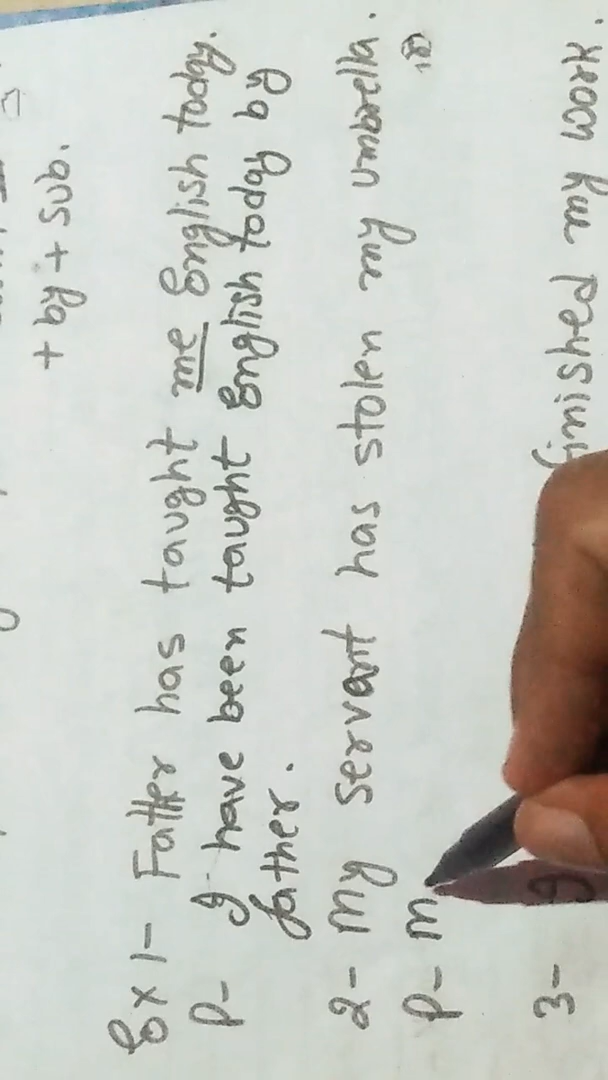 + by + sub.
Ex 1- Father has taught me English today.
P- I have been taught English today by
father.
2- My servant has stolen my umbrella.
P- M
3- finished my work.